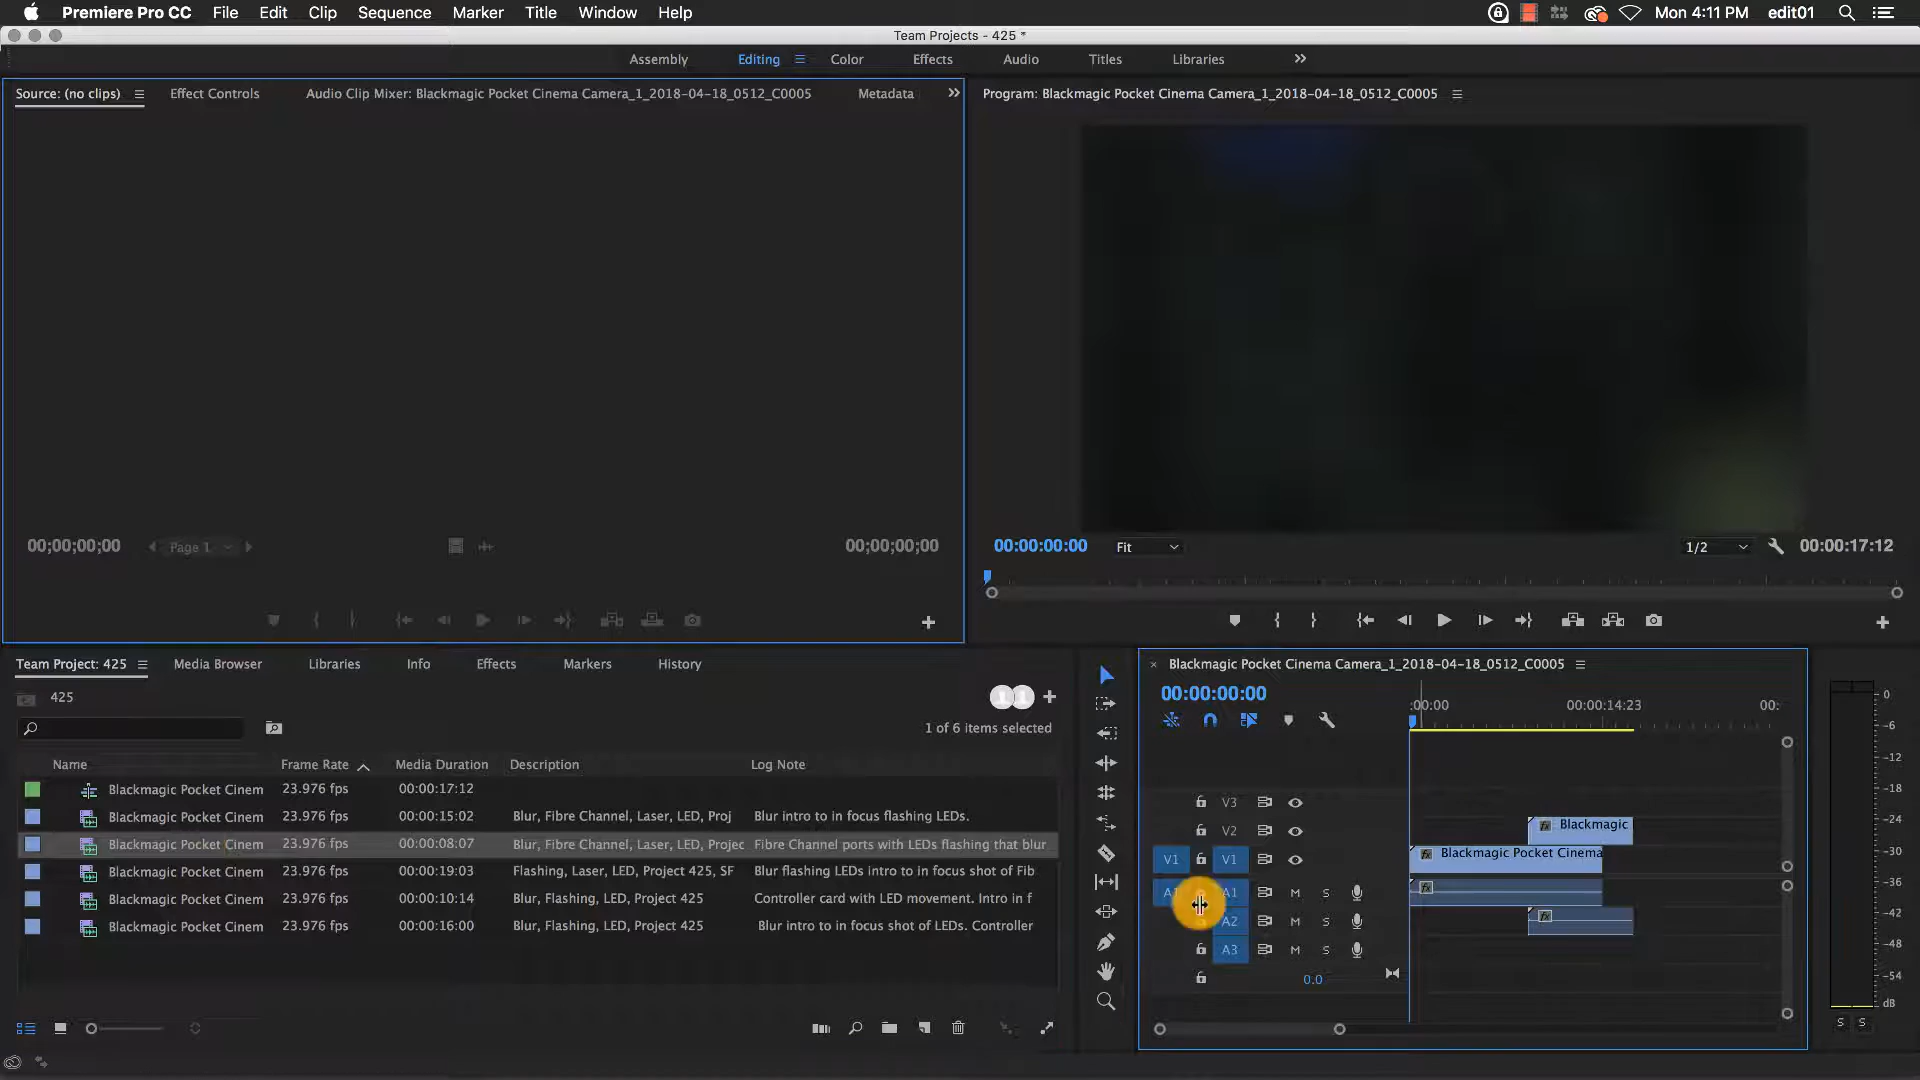 Premiere Pro CC File Edit Clip Sequence Marker Title Window Help Mon 4:11 PM edit01
Team Projects - 425 *
Assembly Editing Color Effects Audio Titles Libraries
Source: (no clips) Effect Controls Audio Clip Mixer: Blackmagic Pocket Cinema Camera_1_2018-04-18_0512_C0005 Metadata
Program: Blackmagic Pocket Cinema Camera_1_2018-04-18_0512_C0005
00;00;00;00 Page 1 00;00;00;00
00:00:00:00 Fit 1/2 00:00:17:12
Team Project: 425 Media Browser Libraries Info Effects Markers History
425
1 of 6 items selected
Name Frame Rate Media Duration Description Log Note
Blackmagic Pocket Cinem 23.976 fps 00:00:17:12
Blackmagic Pocket Cinem 23.976 fps 00:00:15:02 Blur, Fibre Channel, Laser, LED, Proj Blur intro to in focus flashing LEDs.
Blackmagic Pocket Cinem 23.976 fps 00:00:08:07 Blur, Fibre Channel, Laser, LED, Projec Fibre Channel ports with LEDs flashing that blur
Blackmagic Pocket Cinem 23.976 fps 00:00:19:03 Flashing, Laser, LED, Project 425, SF Blur flashing LEDs intro to in focus shot of Fib
Blackmagic Pocket Cinem 23.976 fps 00:00:10:14 Blur, Flashing, LED, Project 425 Controller card with LED movement. Intro in f
Blackmagic Pocket Cinem 23.976 fps 00:00:16:00 Blur, Flashing, LED, Project 425 Blur intro to in focus shot of LEDs. Controller
Blackmagic Pocket Cinema Camera_1_2018-04-18_0512_C0005
00:00:00:00
:00:00 00:00:14:23 00:
V3
V2 fx Blackmagic
V1 V1 fx Blackmagic Pocket Cinema
A1 M S fx
A2 M S fx
A3 M S
0.0
0
-6
-12
-18
-24
-30
-36
-42
-48
-54
dB
S S